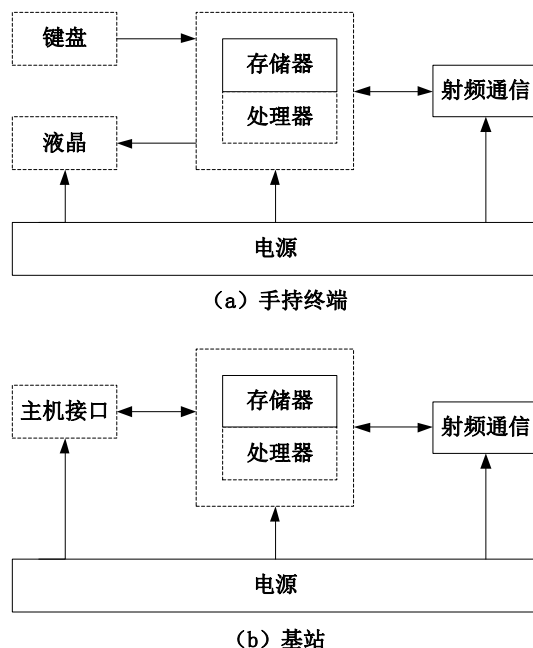 键盘
存储器
射频通信
处理器
液晶
电源
（a）手持终端
主机接口
存储器
射频通信
处理器
电源
（b）基站